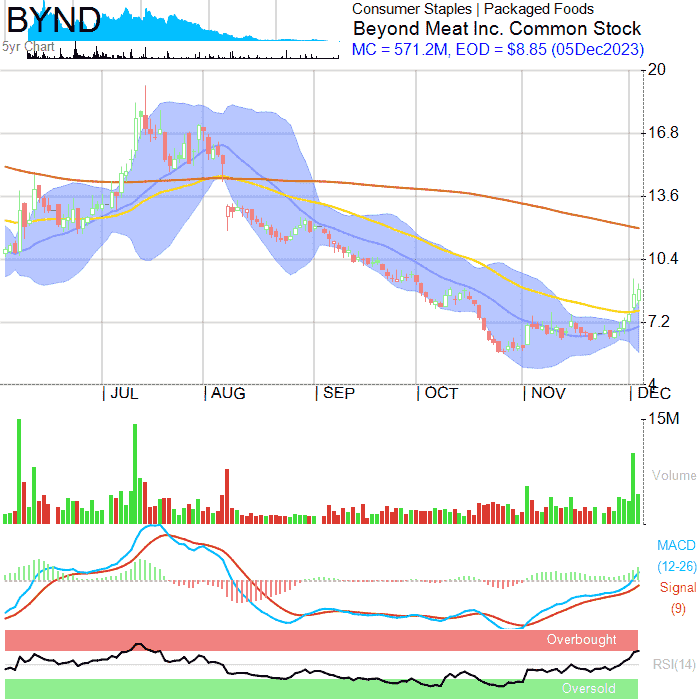 BYND
Consumer Staples | Packaged Foods
Beyond Meat Inc. Common Stock
MC = 571.2M, EOD = $8.85 (05Dec2023)
5yr Chart
20
16.8
13.6
10.4
7.2
4
| JUL | AUG | SEP | OCT | NOV | DEC
15M
Volume
MACD
(12-26)
Signal
(9)
Overbought
RSI(14)
Oversold